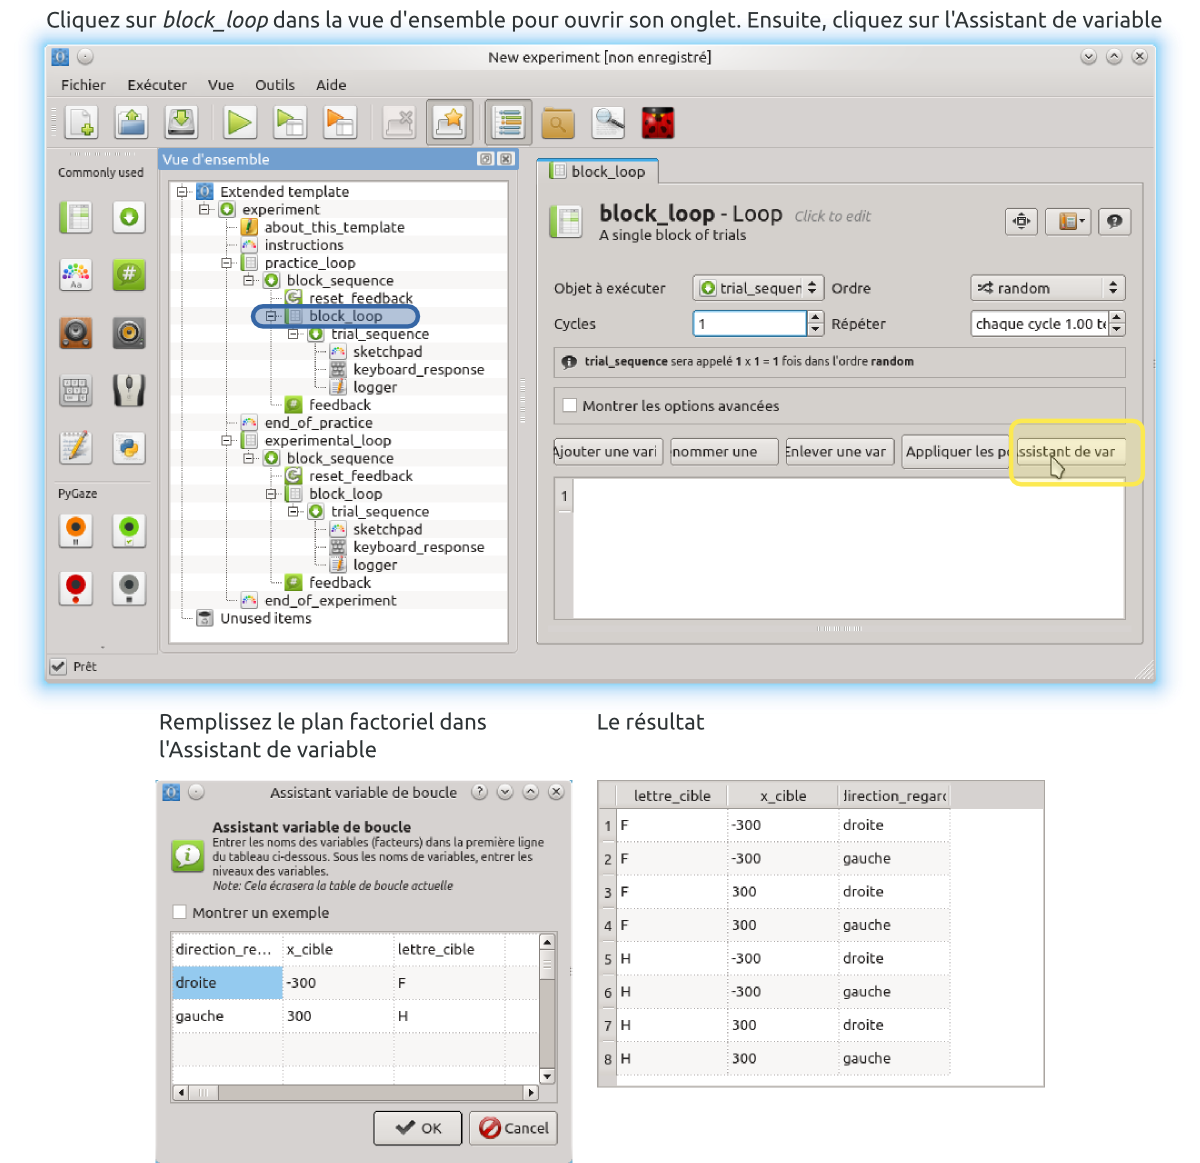 Cliquez sur block_loop dans la vue d'ensemble pour ouvrir son onglet. Ensuite, cliquez sur l'Assistant de variable
New experiment [non enregistré]
Fichier Exécuter Vue Outils Aide
Commonly used
Vue d'ensemble
Extended template
experiment
about_this_template
instructions
practice_loop
block_sequence
reset_feedback
block_loop
trial_sequence
sketchpad
keyboard_response
logger
feedback
end_of_practice
experimental_loop
block_sequence
reset_feedback
block_loop
trial_sequence
sketchpad
keyboard_response
logger
feedback
end_of_experiment
Unused items
Aa
#
PyGaze
Prêt
block_loop
block_loop - Loop Click to edit
A single block of trials
Objet à exécuter trial_sequen Ordre random
Cycles 1 Répéter chaque cycle 1.00 te
trial_sequence sera appelé 1 x 1 = 1 fois dans l'ordre random
Montrer les options avancées
Ajouter une vari nommer une Enlever une var Appliquer les po ssistant de var
1
Remplissez le plan factoriel dans
l'Assistant de variable
Assistant variable de boucle
Assistant variable de boucle
Entrer les noms des variables (facteurs) dans la première ligne
du tableau ci-dessous. Sous les noms de variables, entrer les
niveaux des variables.
Note: Cela écrasera la table de boucle actuelle
Montrer un exemple
direction_re... x_cible lettre_cible
droite -300 F
gauche 300 H
OK Cancel
Le résultat
lettre_cible x_cible direction_regar
1 F -300 droite
2 F -300 gauche
3 F 300 droite
4 F 300 gauche
5 H -300 droite
6 H -300 gauche
7 H 300 droite
8 H 300 gauche